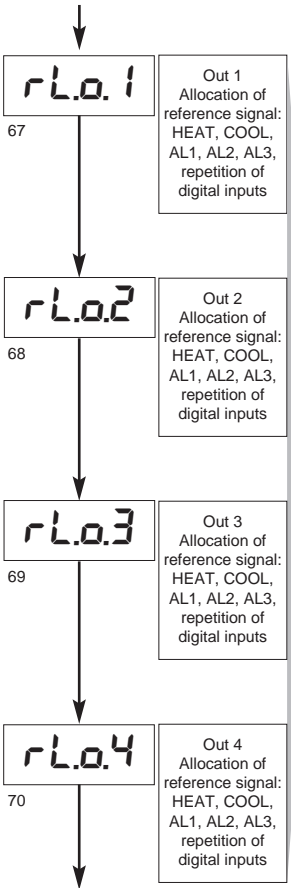 rL.o.1
67
Out 1
Allocation of
reference signal:
HEAT, COOL,
AL1, AL2, AL3,
repetition of
digital inputs
rL.o.2
68
Out 2
Allocation of
reference signal:
HEAT, COOL,
AL1, AL2, AL3,
repetition of
digital inputs
rL.o.3
69
Out 3
Allocation of
reference signal:
HEAT, COOL,
AL1, AL2, AL3,
repetition of
digital inputs
rL.o.4
70
Out 4
Allocation of
reference signal:
HEAT, COOL,
AL1, AL2, AL3,
repetition of
digital inputs